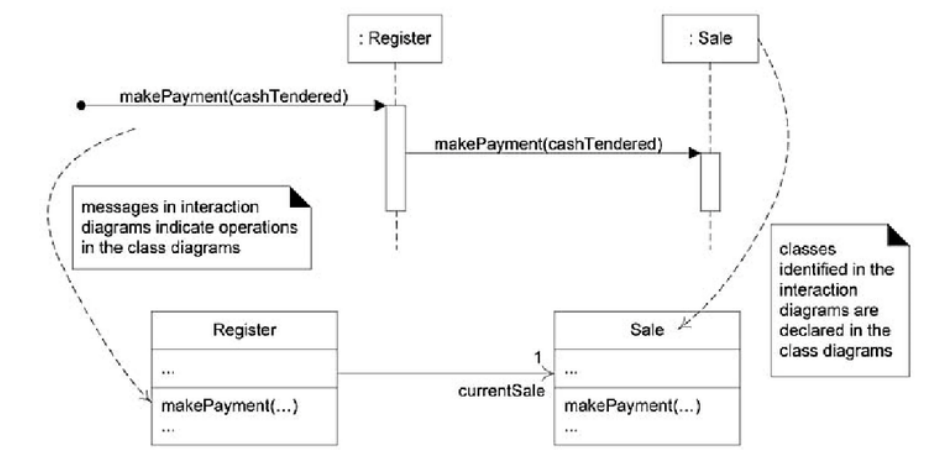 : Register
: Sale
makePayment(cashTendered)
makePayment(cashTendered)
messages in interaction
diagrams indicate operations
in the class diagrams
classes
identified in the
interaction
diagrams are
declared in the
class diagrams
Register
...
makePayment(...)
...
1
currentSale
Sale
...
makePayment(...)
...